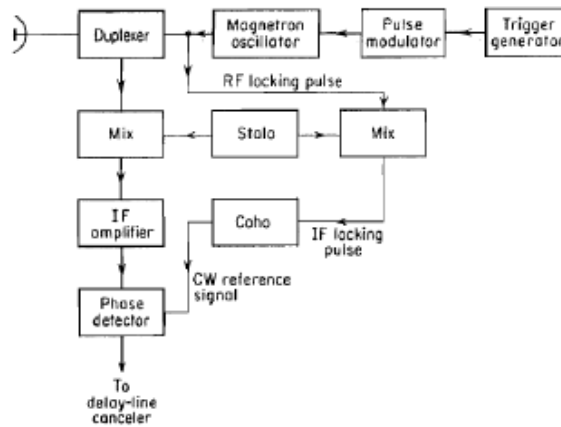 Duplexer
Magnetron
oscillator
Pulse
modulator
Trigger
generator
RF locking pulse
Mix
Stalo
Mix
IF
amplifier
Coho
IF locking
pulse
CW reference
signal
Phase
detector
To
delay-line
canceler